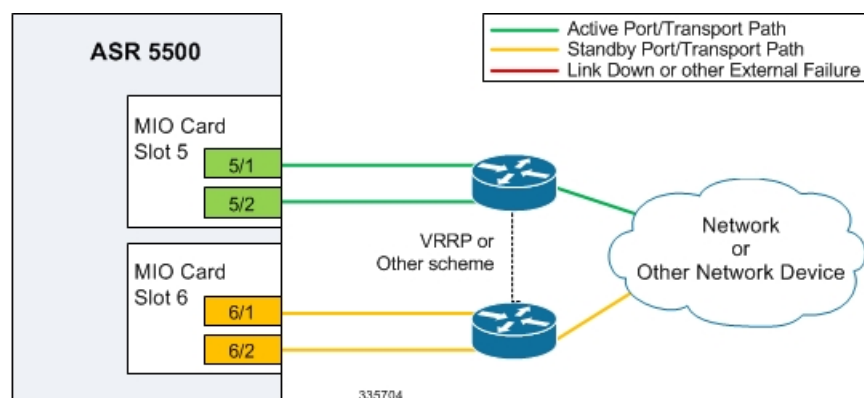 ASR 5500
Active Port/Transport Path
Standby Port/Transport Path
Link Down or other External Failure
MIO Card
Slot 5
5/1
5/2
VRRP or
Other scheme
Network
or
Other Network Device
MIO Card
Slot 6
6/1
6/2
335704